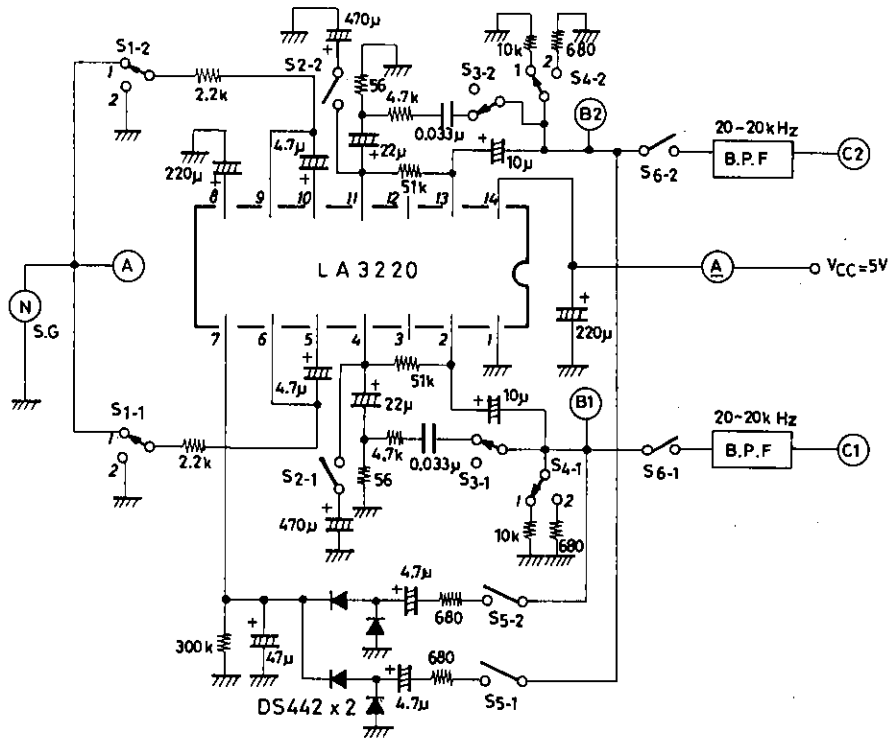 470μ
+
S1-2
1
2
2.2k
S2-2
56
4.7k
0.033μ
S3-2
10k
680
1
2
S4-2
B2
20~20kHz
B.P.F
C2
S6-2
220μ
+
4.7μ
+
22μ
+
51k
+
10μ
8
9
10
11
12
13
14
LA3220
A
N
S.G
A
VCC=5V
+
220μ
7
6
5
4
3
2
1
+
4.7μ
51k
+
22μ
+
10μ
B1
20~20kHz
B.P.F
C1
S6-1
S1-1
1
2
2.2k
4.7k
0.033μ
S3-1
S4-1
1
2
S2-1
56
470μ
+
10k
680
4.7μ
+
680
S5-2
300k
+
47μ
680
+
4.7μ
S5-1
DS442 x 2